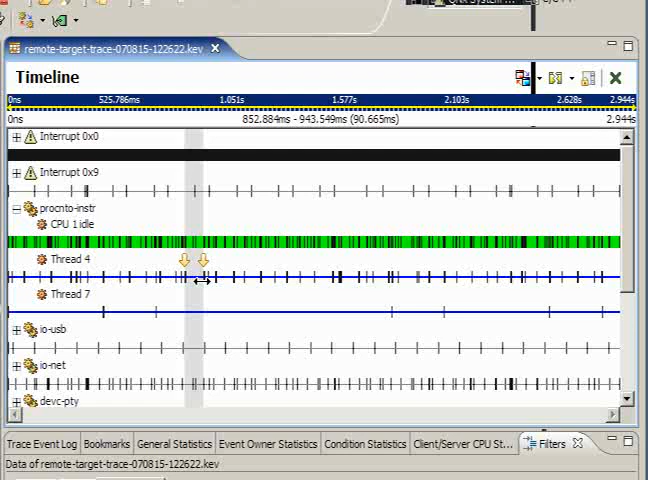 remote-target-trace-070815-122622.kev
Timeline
0ns 525.786ms 1.051s 1.577s 2.103s 2.628s 2.944s
0ns 852.884ms - 943.549ms (90.665ms) 2.944s
Interrupt 0x0
Interrupt 0x9
procnto-instr
CPU 1 idle
Thread 4
Thread 7
io-usb
io-net
devc-pty
Trace Event Log Bookmarks General Statistics Event Owner Statistics Condition Statistics Client/Server CPU St... Filters
Data of remote-target-trace-070815-122622.kev